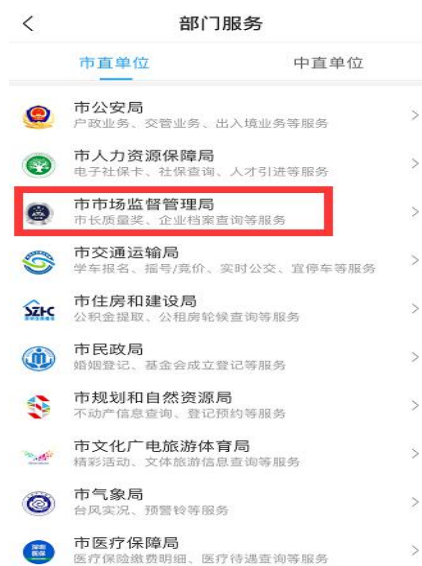 部门服务
市直单位
中直单位
市公安局
户政业务、交管业务、出入境业务等服务
市人力资源保障局
电子社保卡、社保查询、人才引进等服务
市市场监督管理局
市长质量奖、企业档案查询等服务
市交通运输局
学车报名、摇号/竞价、实时公交、宜停车等服务
SZHC
市住房和建设局
公积金提取、公租房轮候查询等服务
市民政局
婚姻登记、基金会成立登记等服务
市规划和自然资源局
不动产信息查询、登记预约等服务
市文化广电旅游体育局
精彩活动、文体旅游信息查询等服务
市气象局
台风实况、预警铃等服务
深圳
医保
市医疗保障局
医疗保险缴费明细、医疗待遇查询等服务